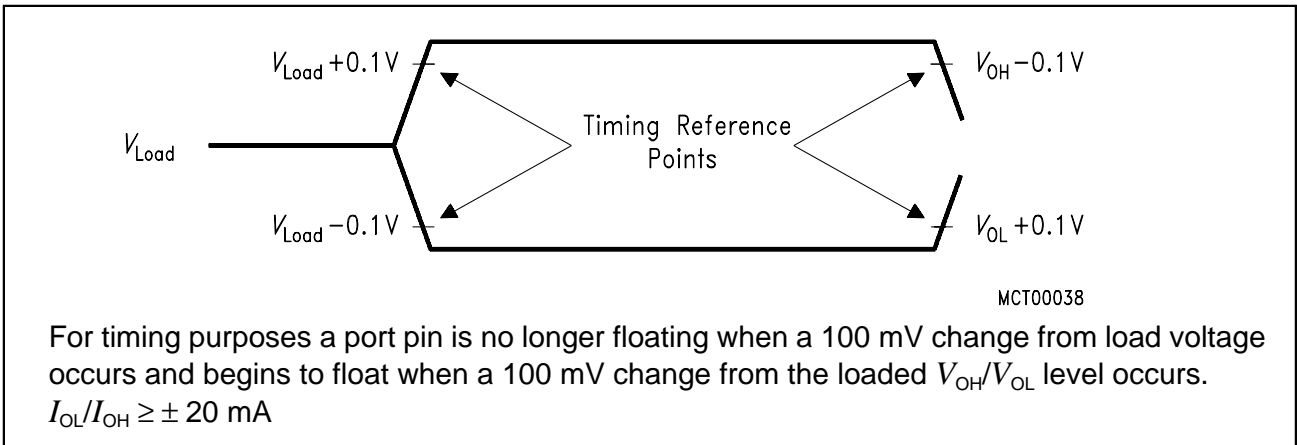 V_Load +0.1V
V_OH −0.1V
Timing Reference
Points
V_Load
V_Load −0.1V
V_OL +0.1V
MCT00038
For timing purposes a port pin is no longer floating when a 100 mV change from load voltage
occurs and begins to float when a 100 mV change from the loaded V_OH/V_OL level occurs.
I_OL/I_OH ≥ ± 20 mA